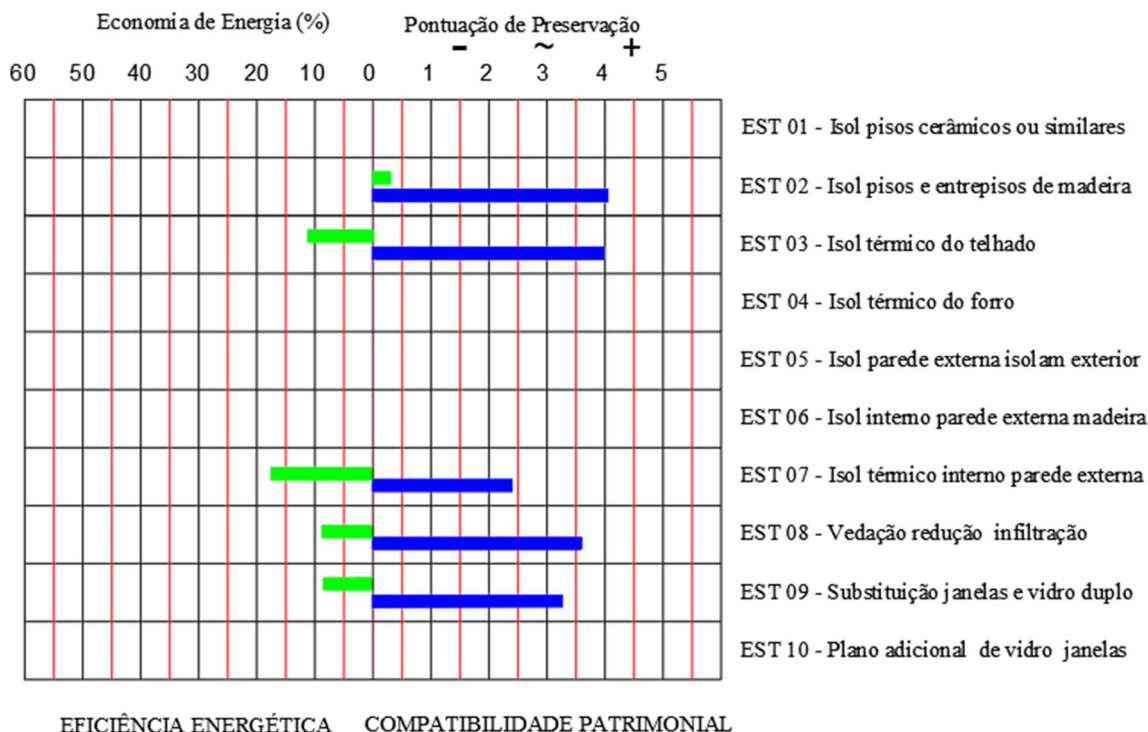 Economia de Energia (%) Pontuação de Preservação
− ~ +
60 50 40 30 20 10 0 1 2 3 4 5
EST 01 - Isol pisos cerâmicos ou similares
EST 02 - Isol pisos e entrepisos de madeira
EST 03 - Isol térmico do telhado
EST 04 - Isol térmico do forro
EST 05 - Isol parede externa isolam exterior
EST 06 - Isol interno parede externa madeira
EST 07 - Isol térmico interno parede externa
EST 08 - Vedação redução infiltração
EST 09 - Substituição janelas e vidro duplo
EST 10 - Plano adicional de vidro janelas
EFICIÊNCIA ENERGÉTICA COMPATIBILIDADE PATRIMONIAL